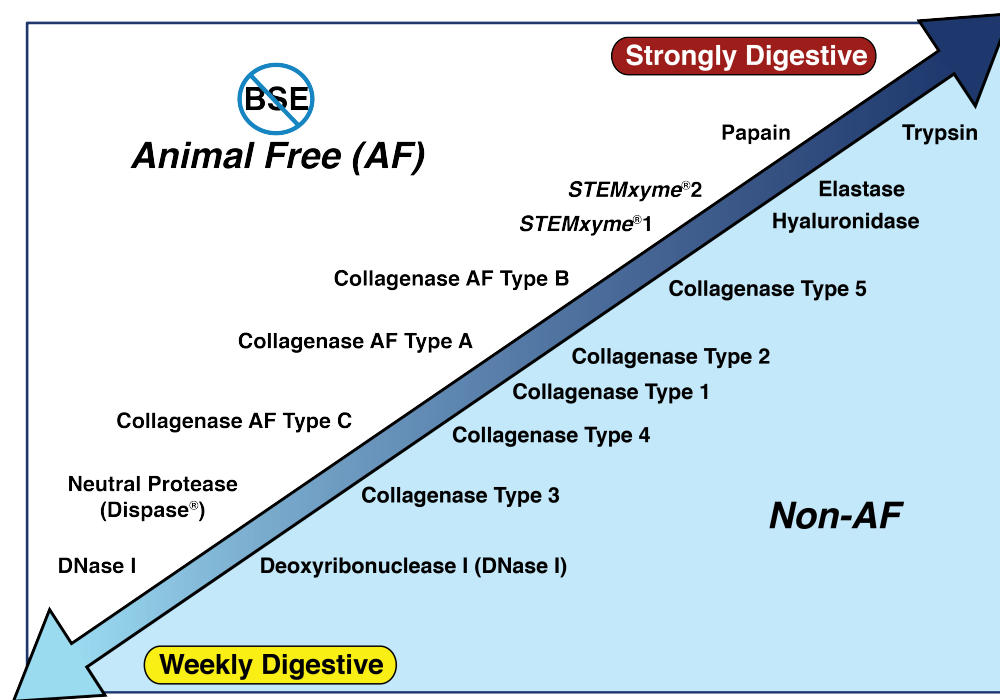 Strongly Digestive
BSE
Animal Free (AF)
Papain
Trypsin
STEMxyme®2
Elastase
STEMxyme®1
Hyaluronidase
Collagenase AF Type B
Collagenase Type 5
Collagenase AF Type A
Collagenase Type 2
Collagenase Type 1
Collagenase AF Type C
Collagenase Type 4
Neutral Protease
(Dispase®)
Collagenase Type 3
Non-AF
DNase I
Deoxyribonuclease I (DNase I)
Weekly Digestive